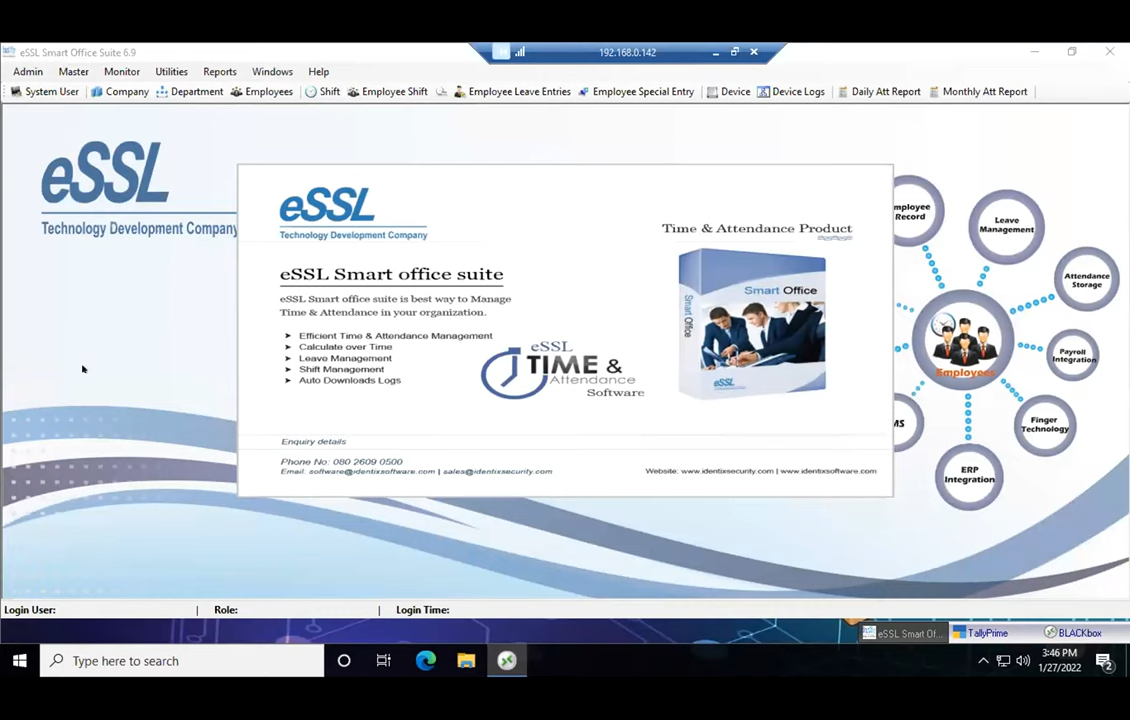 eSSL Smart Office Suite 6.9
192.168.0.142
Admin Master Monitor Utilities Reports Windows Help
System User Company Department Employees Shift Employee Shift Employee Leave Entries Employee Special Entry Device Device Logs Daily Att Report Monthly Att Report
eSSL
Technology Development Company
eSSL
Technology Development Company
Time & Attendance Product
eSSL Smart office suite
eSSL Smart office suite is best way to Manage
Time & Attendance in your organization.
Efficient Time & Attendance Management
Calculate over Time
Leave Management
Shift Management
Auto Downloads Logs
eSSL
TIME &
Attendance
Software
Smart Office
Smart Office
eSSL
Enquiry details
Phone No: 080 2609 0500
Email: software@identixsoftware.com | sales@identixsecurity.com
Website: www.identixsecurity.com | www.identixsoftware.com
mployee
Record
Leave
Management
Attendance
Storage
Employees
Payroll
Integration
MS
Finger
Technology
ERP
Integration
Login User: | Role: | Login Time:
eSSL Smart Of... TallyPrime BLACKbox
Type here to search
3:46 PM
1/27/2022
2